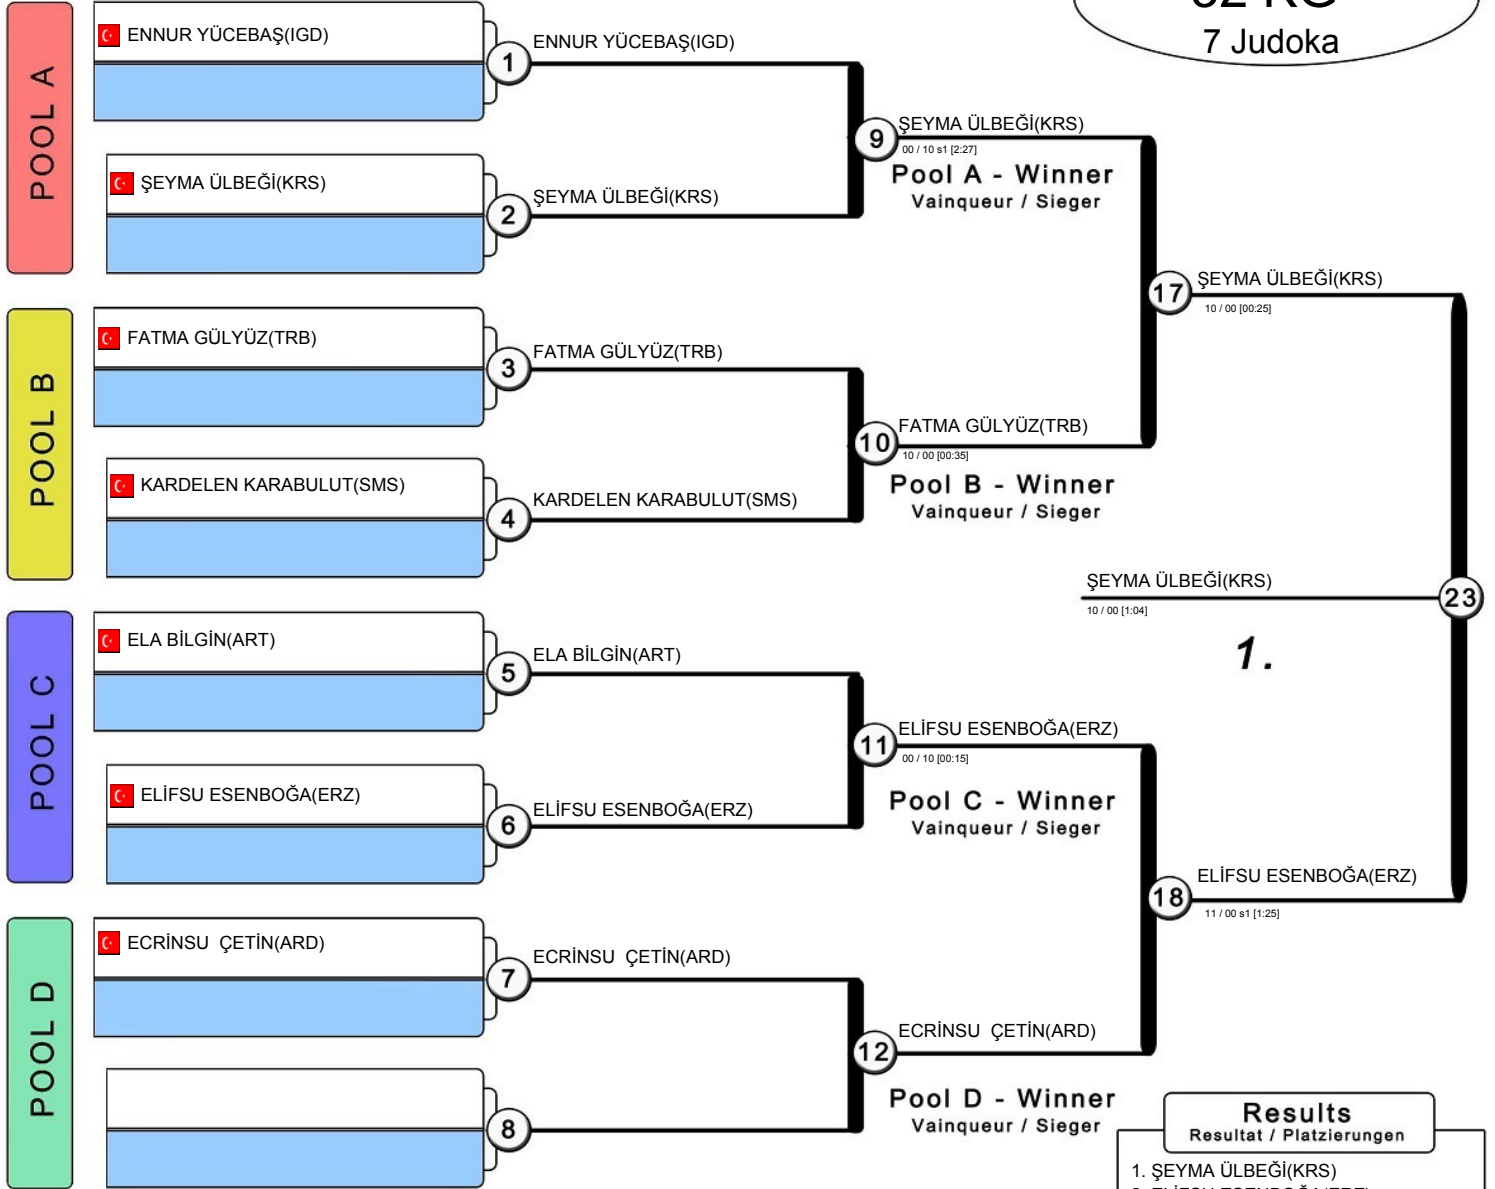 7 Judoka
POOL A
ENNUR YÜCEBAŞ(IGD)
1
ENNUR YÜCEBAŞ(IGD)
ŞEYMA ÜLBEĞİ(KRS)
2
ŞEYMA ÜLBEĞİ(KRS)
9
ŞEYMA ÜLBEĞİ(KRS)
00 / 10 s1 [2:27]
Pool A - Winner
Vainqueur / Sieger
POOL B
FATMA GÜLYÜZ(TRB)
3
FATMA GÜLYÜZ(TRB)
KARDELEN KARABULUT(SMS)
4
KARDELEN KARABULUT(SMS)
10
FATMA GÜLYÜZ(TRB)
10 / 00 [00:35]
Pool B - Winner
Vainqueur / Sieger
17
ŞEYMA ÜLBEĞİ(KRS)
10 / 00 [00:25]
POOL C
ELA BİLGİN(ART)
5
ELA BİLGİN(ART)
ELİFSU ESENBOĞA(ERZ)
6
ELİFSU ESENBOĞA(ERZ)
11
ELİFSU ESENBOĞA(ERZ)
00 / 10 [00:15]
Pool C - Winner
Vainqueur / Sieger
POOL D
ECRİNSU  ÇETİN(ARD)
7
ECRİNSU  ÇETİN(ARD)
8
12
ECRİNSU  ÇETİN(ARD)
Pool D - Winner
Vainqueur / Sieger
18
ELİFSU ESENBOĞA(ERZ)
11 / 00 s1 [1:25]
23
ŞEYMA ÜLBEĞİ(KRS)
10 / 00 [1:04]
1.
Results
Resultat / Platzierungen
1. ŞEYMA ÜLBEĞİ(KRS)